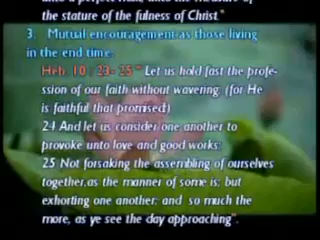 the stature of the fulness of Christ."
3. Mutual encouragement as those living
in the end time:
Heb. 10 : 23- 25 " Let us hold fast the profe-
ssion of our faith without wavering; (for He
is faithful that promised;)
24 And let us consider one another to
provoke unto love and good works:
25 Not forsaking the assembling of ourselves
together,as the manner of some is; but
exhorting one another: and so much the
more, as ye see the day approaching".